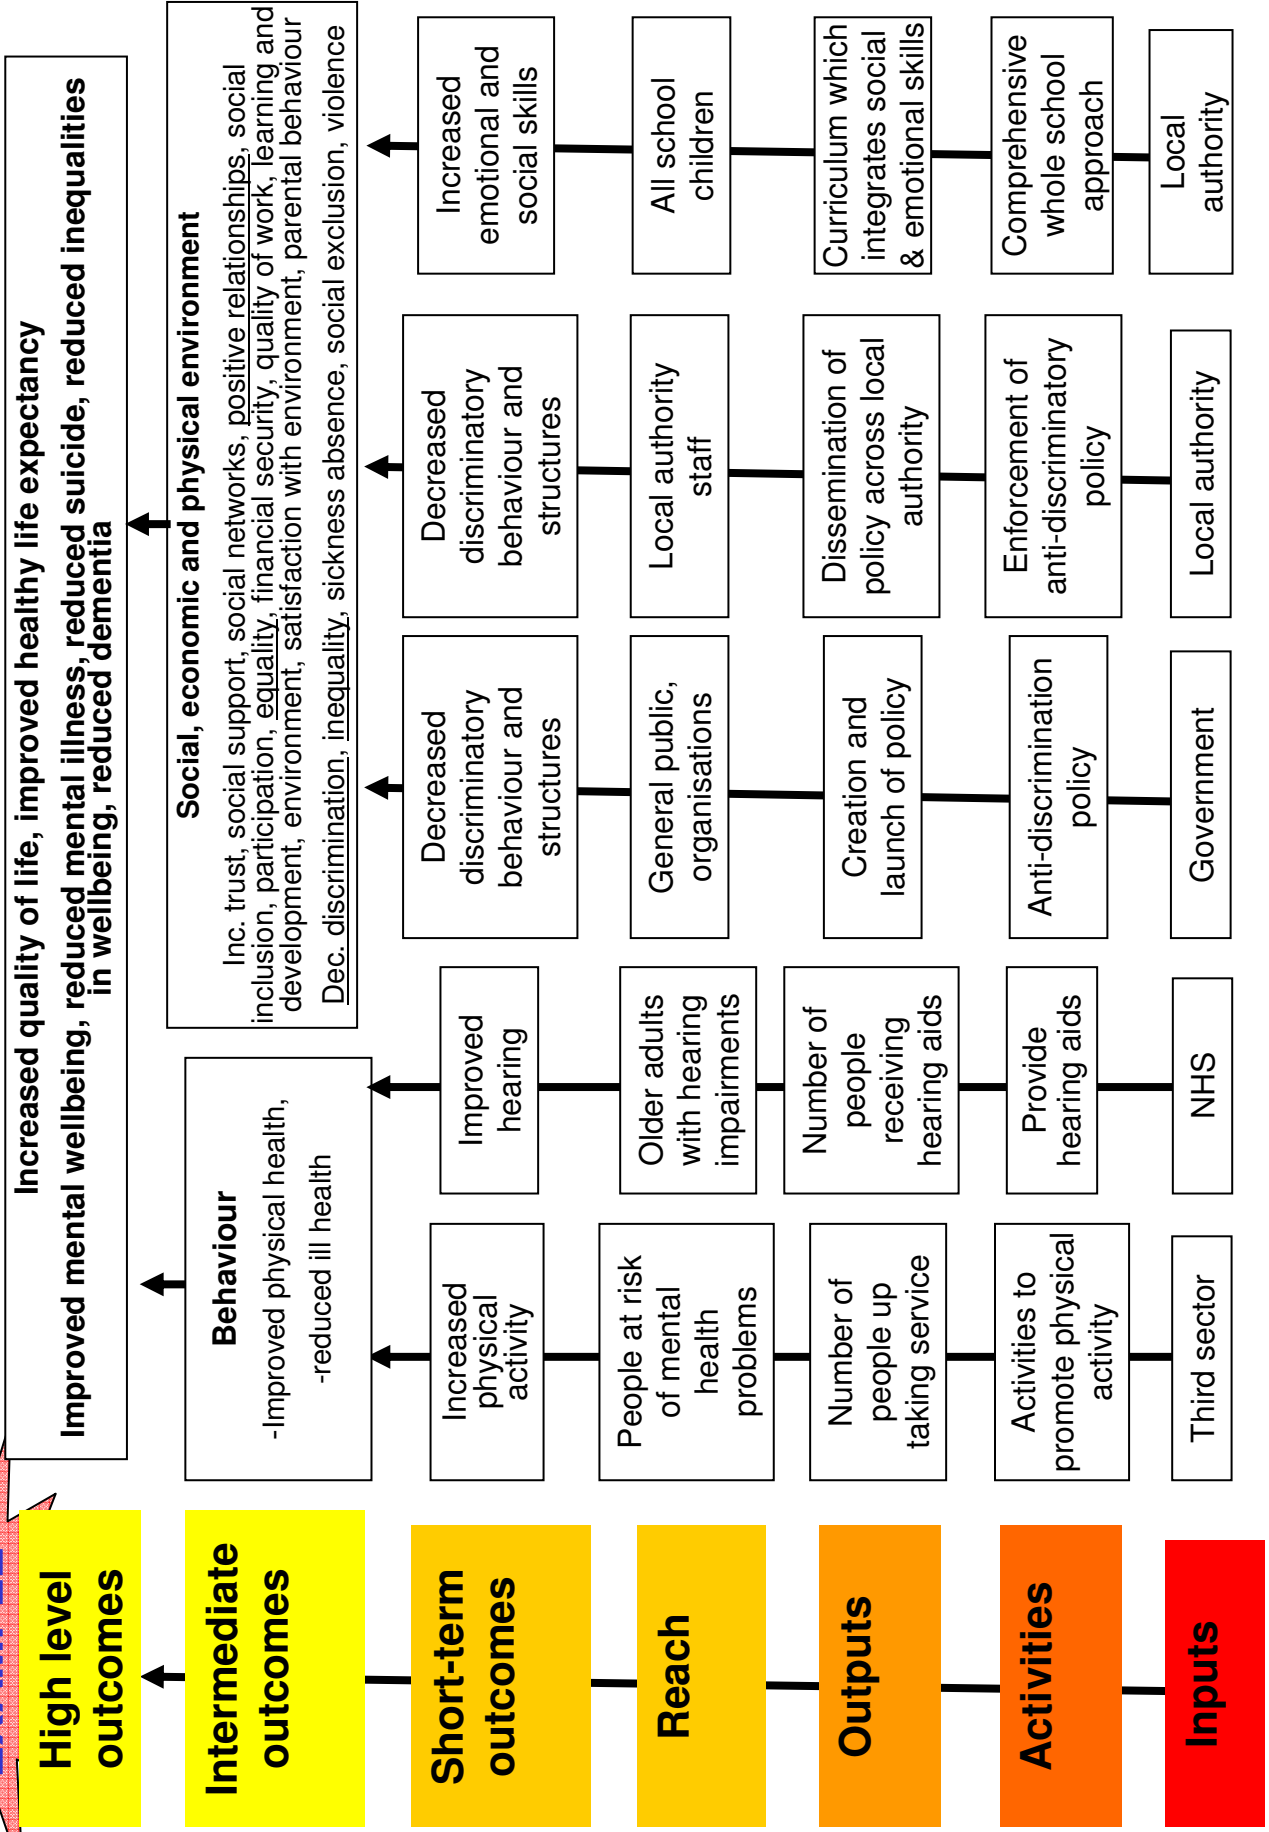 High level
outcomes
Increased quality of life, improved healthy life expectancy
Improved mental wellbeing, reduced mental illness, reduced suicide, reduced inequalities
in wellbeing, reduced dementia
Intermediate
outcomes
Behaviour
-Improved physical health,
-reduced ill health
Social, economic and physical environment
Inc. trust, social support, social networks, positive relationships, social
inclusion, participation, equality, financial security, quality of work, learning and
development, environment, satisfaction with environment, parental behaviour
Dec. discrimination, inequality, sickness absence, social exclusion, violence
Short-term
outcomes
Increased
physical
activity
Improved
hearing
Decreased
discriminatory
behaviour and
structures
Decreased
discriminatory
behaviour and
structures
Increased
emotional and
social skills
Reach
People at risk
of mental
health
problems
Older adults
with hearing
impairments
General public,
organisations
Local authority
staff
All school
children
Outputs
Number of
people up
taking service
Number of
people
receiving
hearing aids
Creation and
launch of policy
Dissemination of
policy across local
authority
Curriculum which
integrates social
& emotional skills
Activities
Activities to
promote physical
activity
Provide
hearing aids
Anti-discrimination
policy
Enforcement of
anti-discriminatory
policy
Comprehensive
whole school
approach
Inputs
Third sector
NHS
Government
Local authority
Local
authority